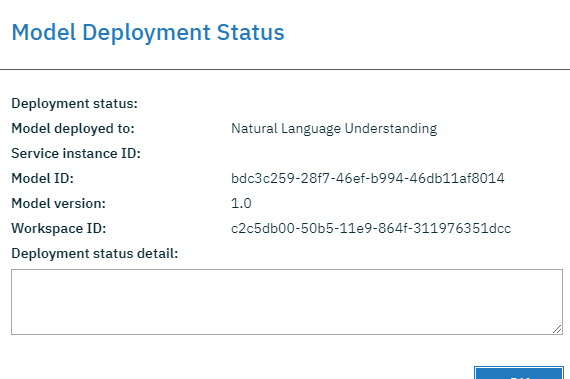 Model Deployment Status
Deployment status:
Model deployed to: Natural Language Understanding
Service instance ID:
Model ID: bdc3c259-28f7-46ef-b994-46db11af8014
Model version: 1.0
Workspace ID: c2c5db00-50b5-11e9-864f-311976351dcc
Deployment status detail: